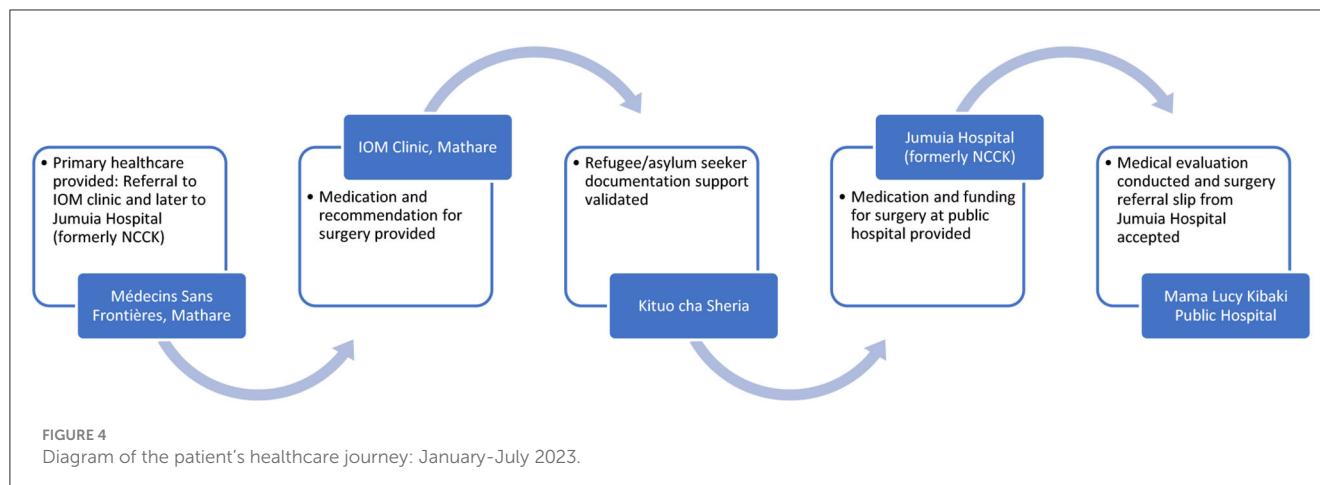 • Primary healthcare
provided: Referral to
IOM clinic and later to
Jumuia Hospital
(formerly NCCK)
Médecins Sans
Frontières, Mathare
IOM Clinic, Mathare
• Medication and
recommendation for
surgery provided
• Refugee/asylum seeker
documentation support
validated
Kituo cha Sheria
Jumuia Hospital
(formerly NCCK)
• Medication and funding
for surgery at public
hospital provided
• Medical evaluation
conducted and surgery
referral slip from
Jumuia Hospital
accepted
Mama Lucy Kibaki
Public Hospital
FIGURE 4
Diagram of the patient’s healthcare journey: January-July 2023.